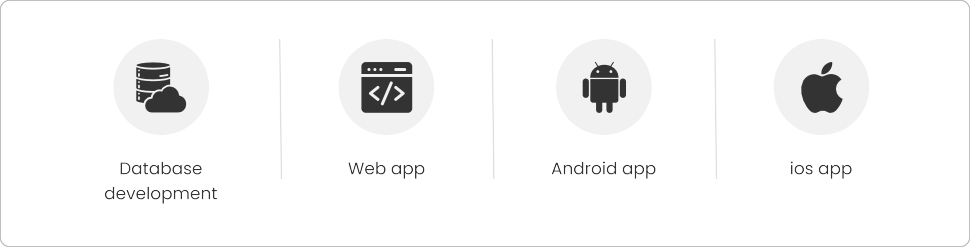 Database
development
Web app
Android app
ios app